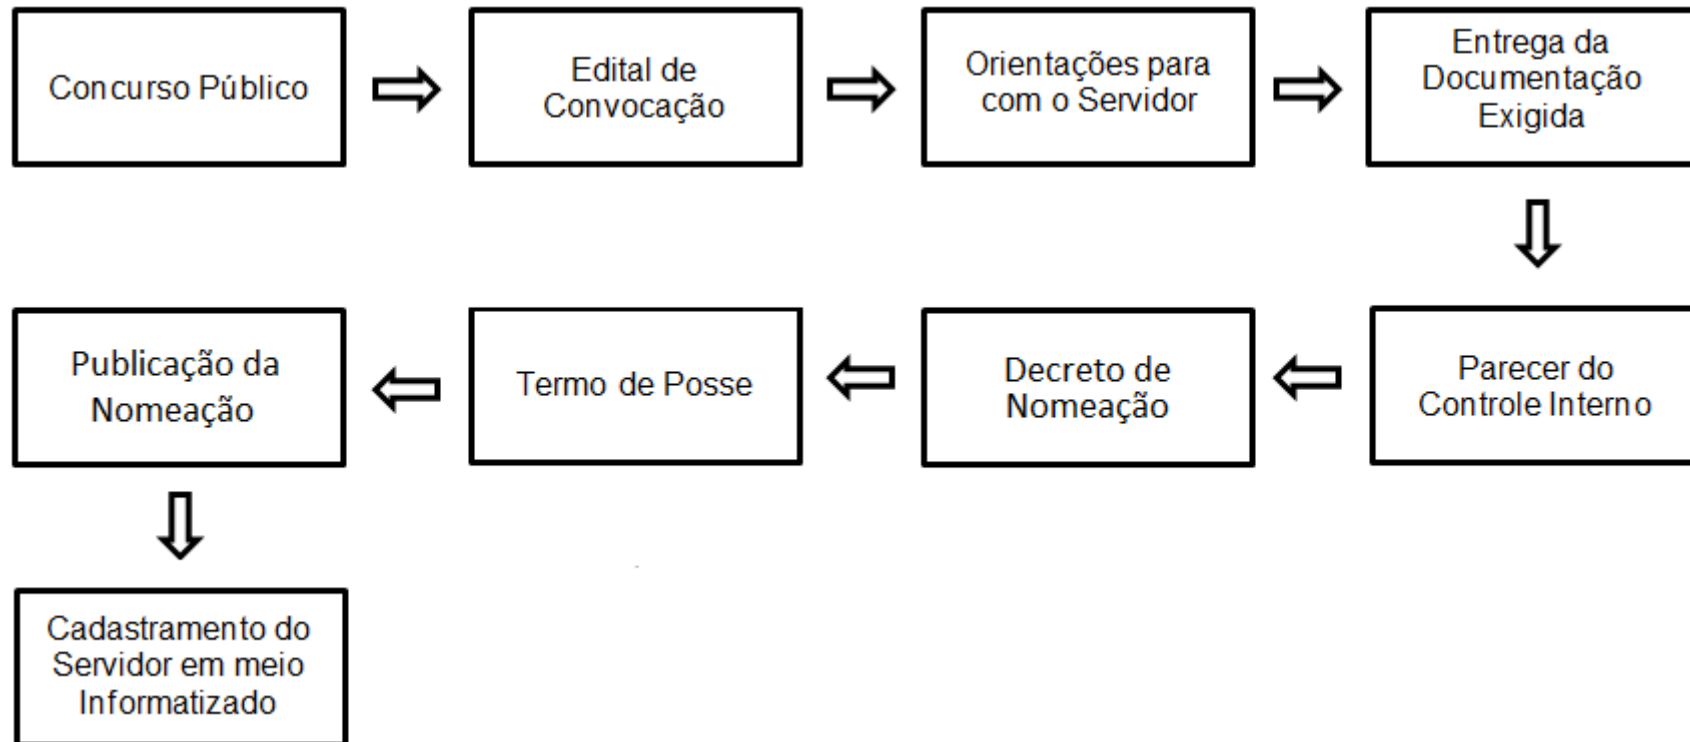 Concurso Público
Edital de
Convocação
Orientações para
com o Servidor
Entrega da
Documentação
Exigida
Parecer do
Controle Interno
Decreto de
Nomeação
Termo de Posse
Publicação da
Nomeação
Cadastramento do
Servidor em meio
Informatizado